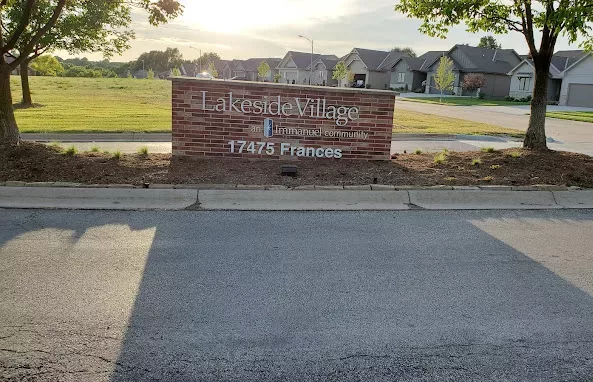 Lakeside Village
an Immanuel community
17475 Frances